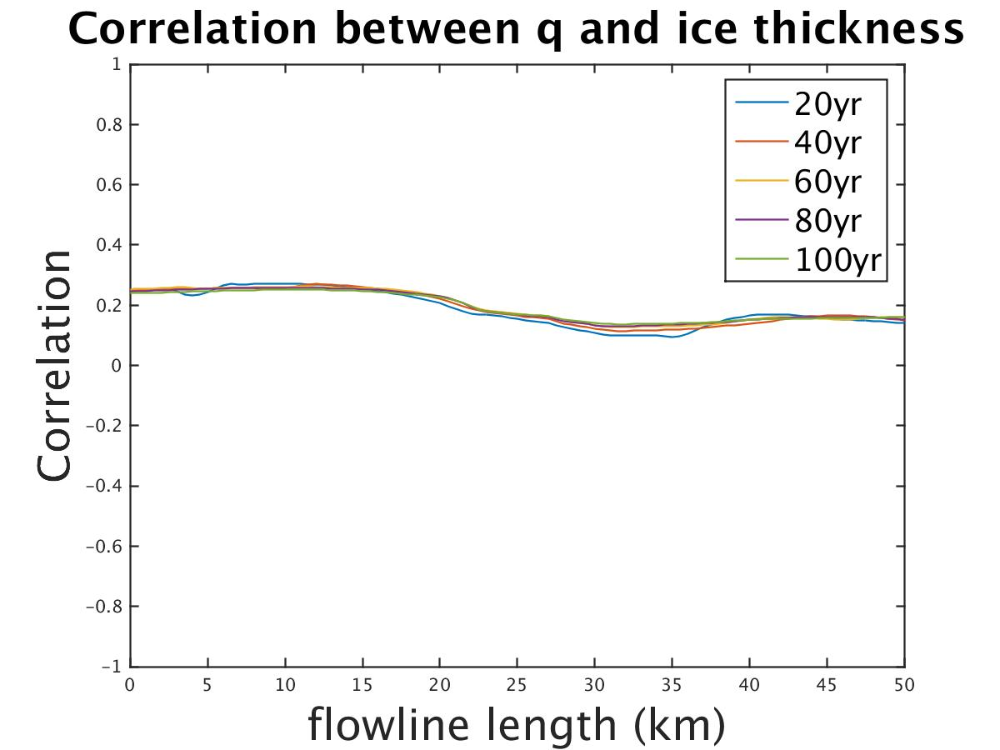 Correlation between q and ice thickness
1
0.8
0.6
0.4
0.2
0
−0.2
−0.4
−0.6
−0.8
−1
Correlation
20yr
40yr
60yr
80yr
100yr
0 5 10 15 20 25 30 35 40 45 50
flowline length (km)